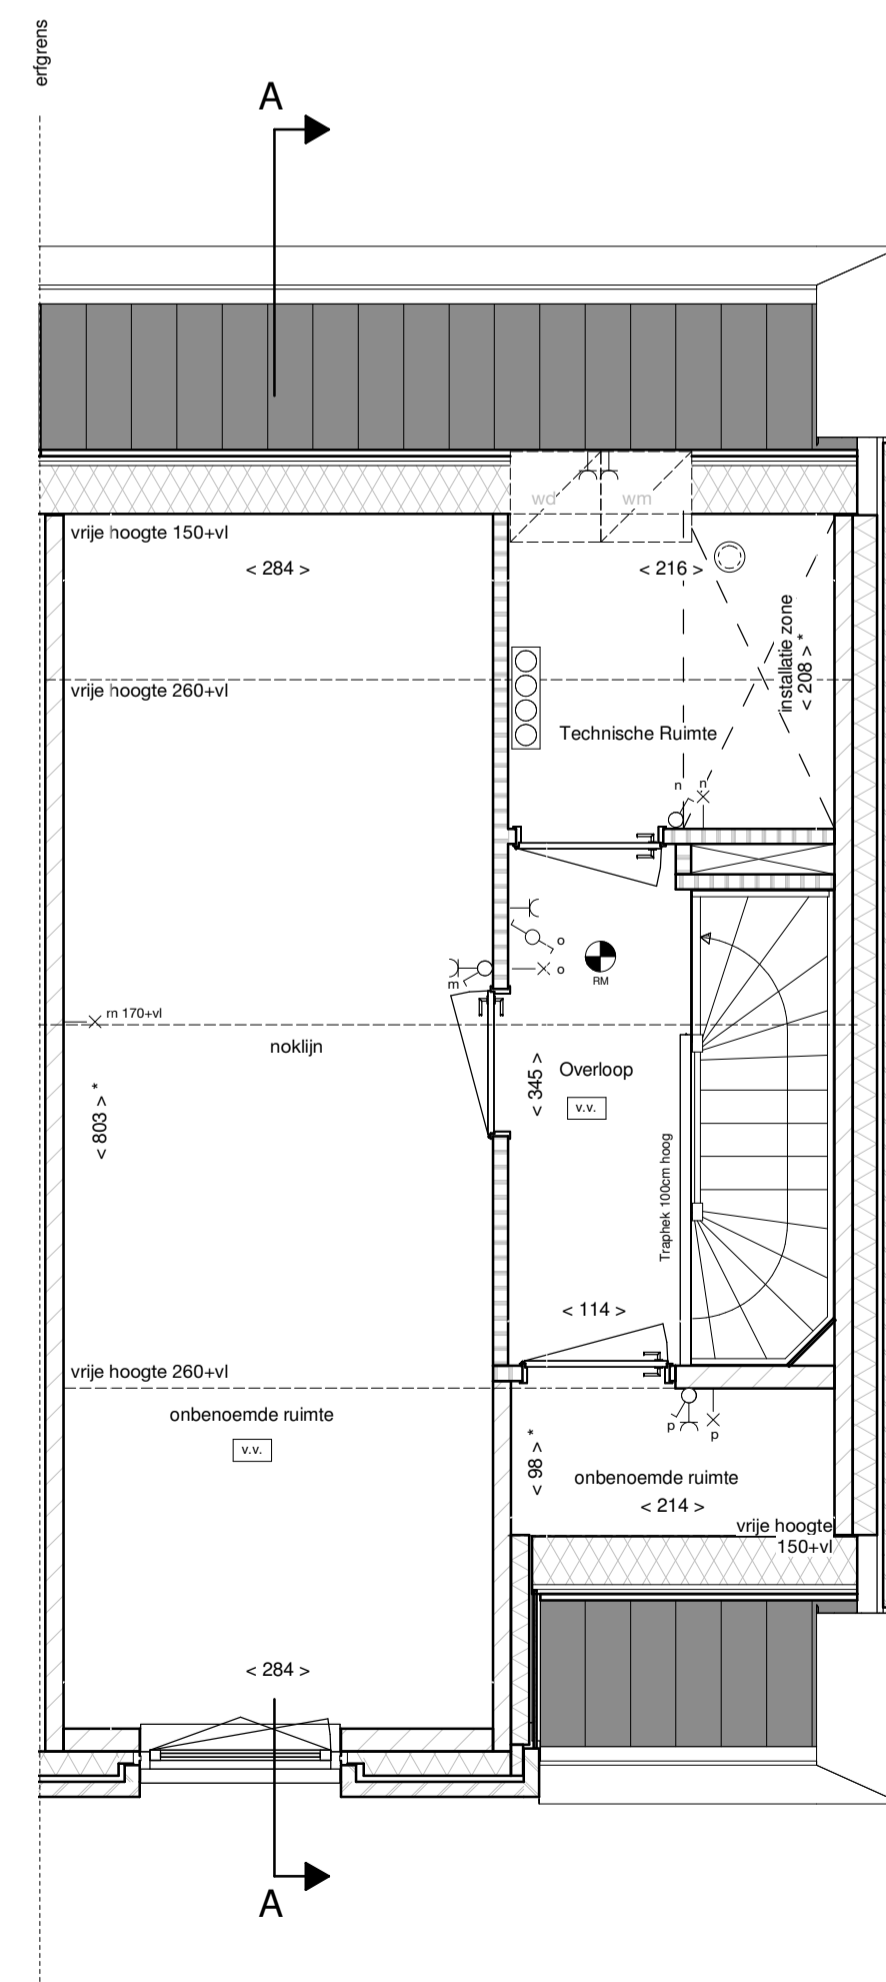 erfgrens
A
wd
wm
vrije hoogte 150+vl
< 284 >
< 216 >
installatie zone
< 208 > *
vrije hoogte 260+vl
Technische Ruimte
n
n
o
o
RM
m
rn 170+vl
noklijn
< 803 > *
< 345 >
Overloop
v.v.
Traphek 100cm hoog
< 114 >
vrije hoogte 260+vl
onbenoemde ruimte
v.v.
p
p
< 98 > *
onbenoemde ruimte
< 214 >
vrije hoogte
150+vl
< 284 >
A